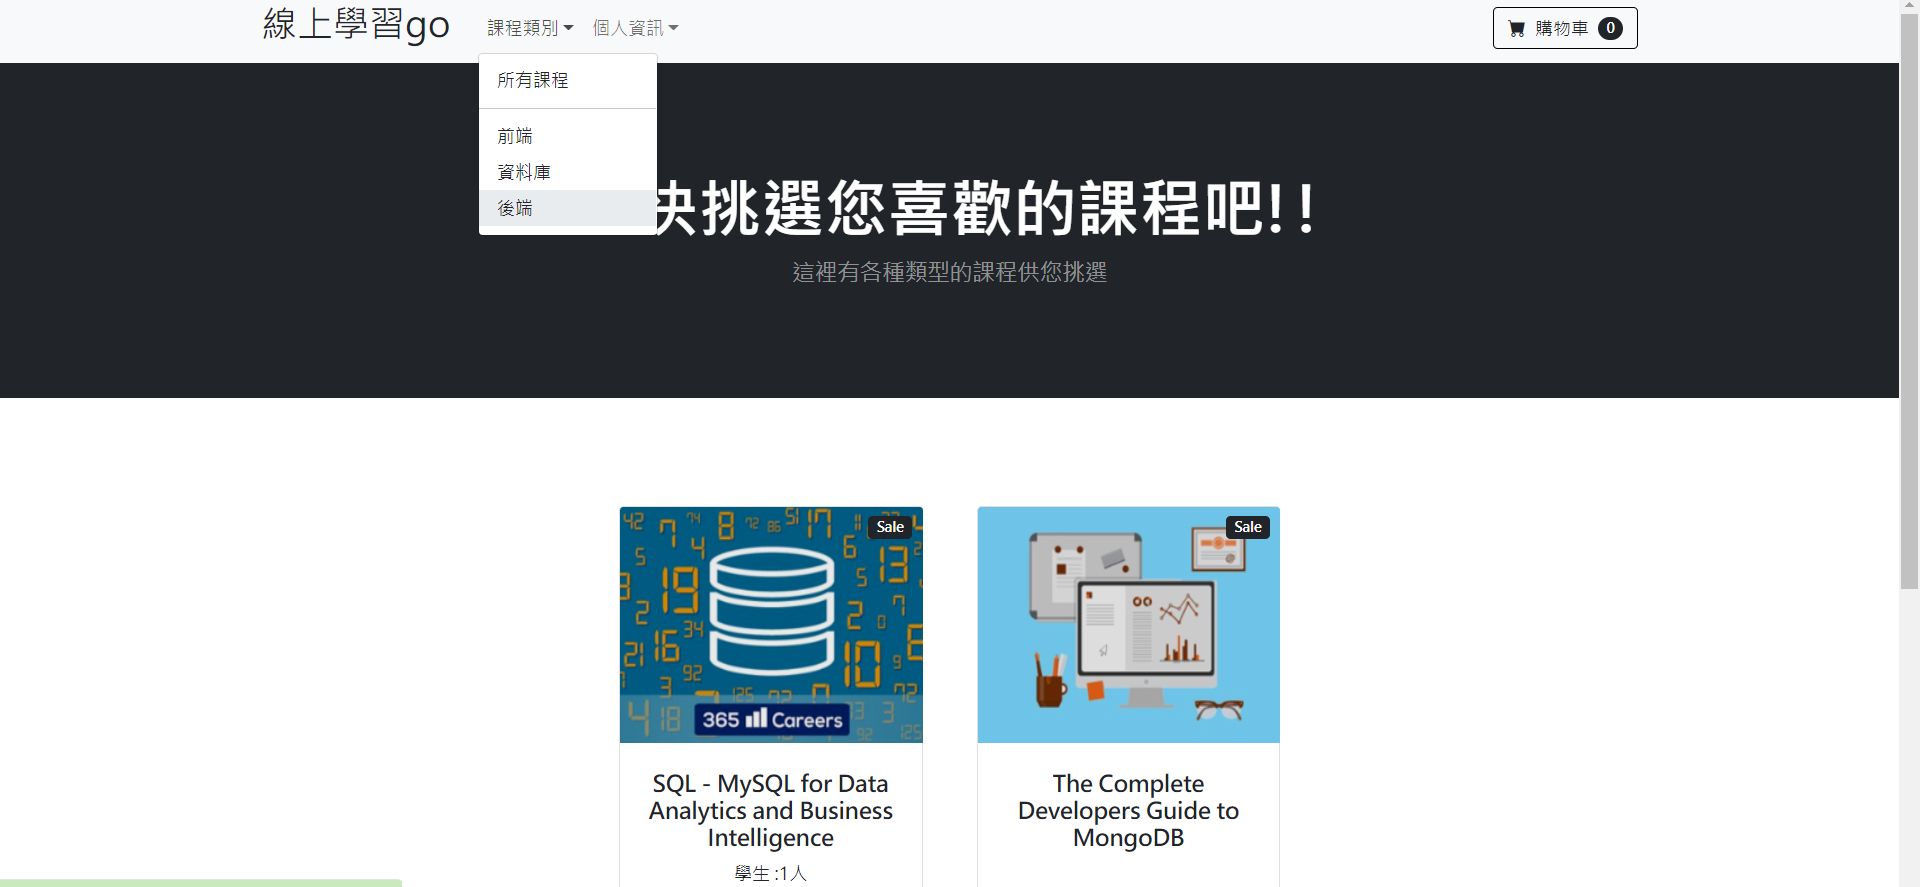 線上學習go
課程類別
個人資訊
購物車 0
所有課程
前端
資料庫
後端
快挑選您喜歡的課程吧!!
這裡有各種類型的課程供您挑選
Sale
365 Careers
SQL - MySQL for Data
Analytics and Business
Intelligence
學生 :1人
Sale
The Complete
Developers Guide to
MongoDB